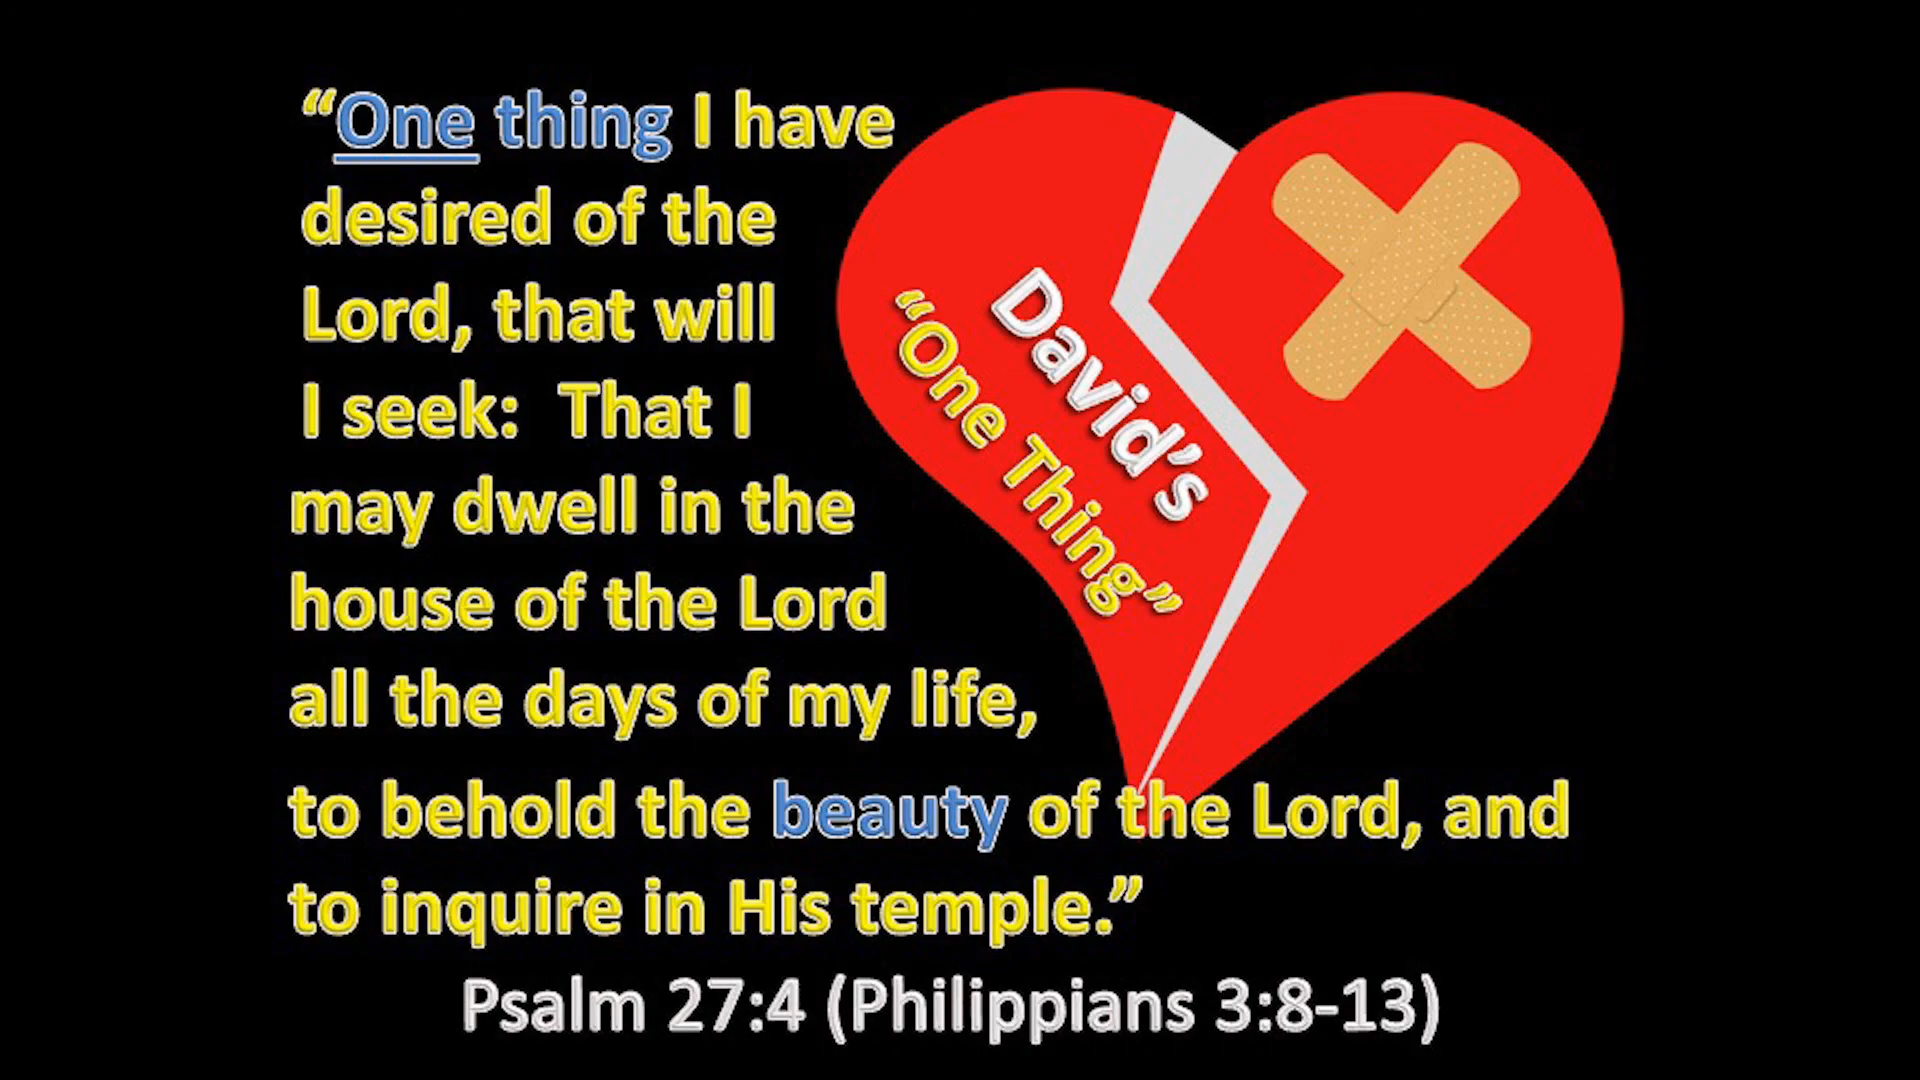 “One thing I have
desired of the
Lord, that will
I seek:  That I
may dwell in the
house of the Lord
all the days of my life,
to behold the beauty of the Lord, and
to inquire in His temple.”
Psalm 27:4 (Philippians 3:8-13)
David’s
“One Thing”